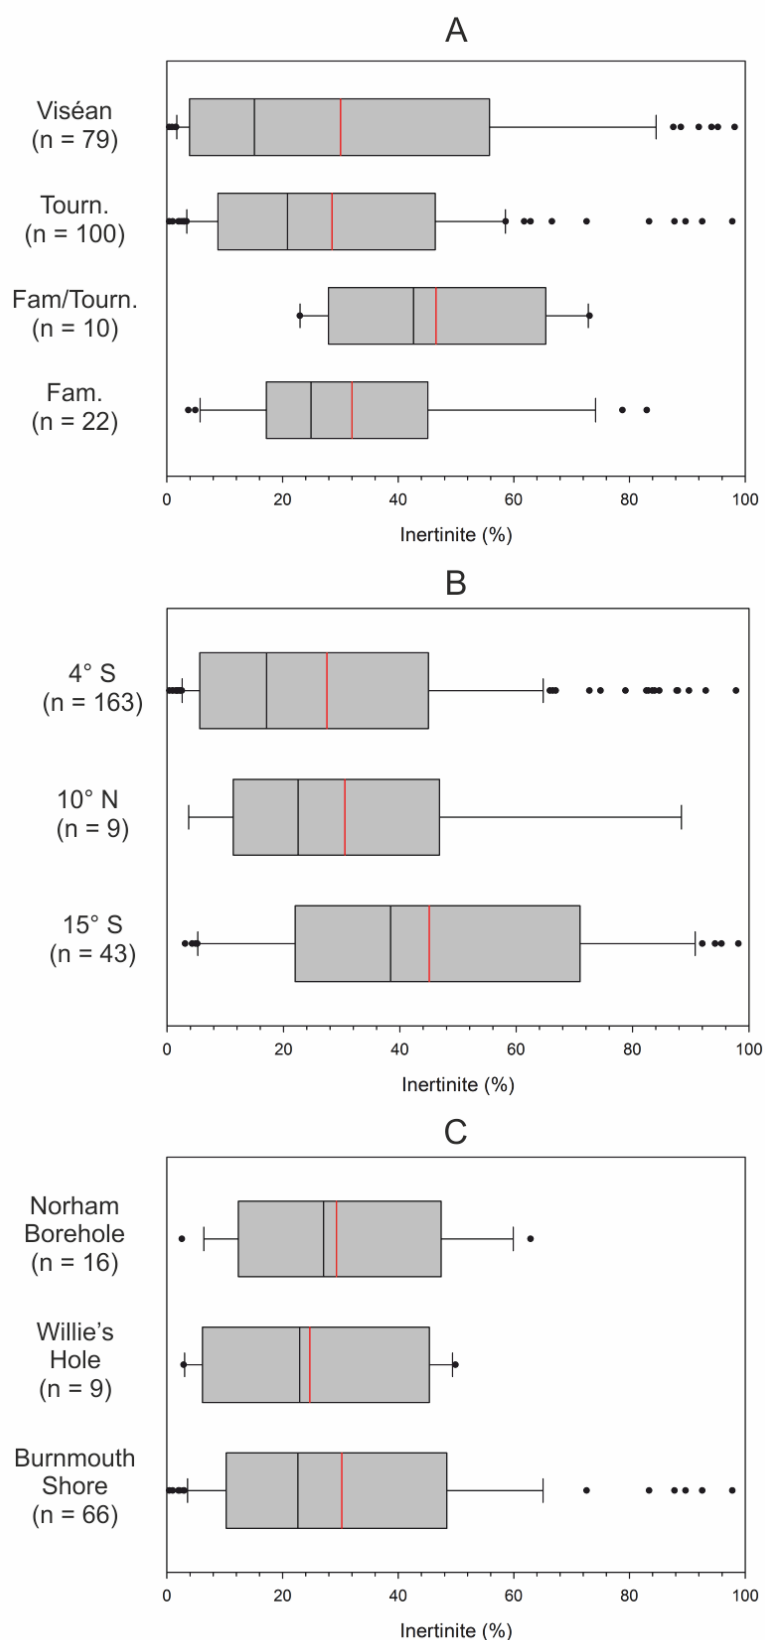 A
Viséan
(n = 79)
Tourn.
(n = 100)
Fam/Tourn.
(n = 10)
Fam.
(n = 22)
0 20 40 60 80 100
Inertinite (%)
B
4° S
(n = 163)
10° N
(n = 9)
15° S
(n = 43)
0 20 40 60 80 100
Inertinite (%)
C
Norham
Borehole
(n = 16)
Willie’s
Hole
(n = 9)
Burnmouth
Shore
(n = 66)
0 20 40 60 80 100
Inertinite (%)